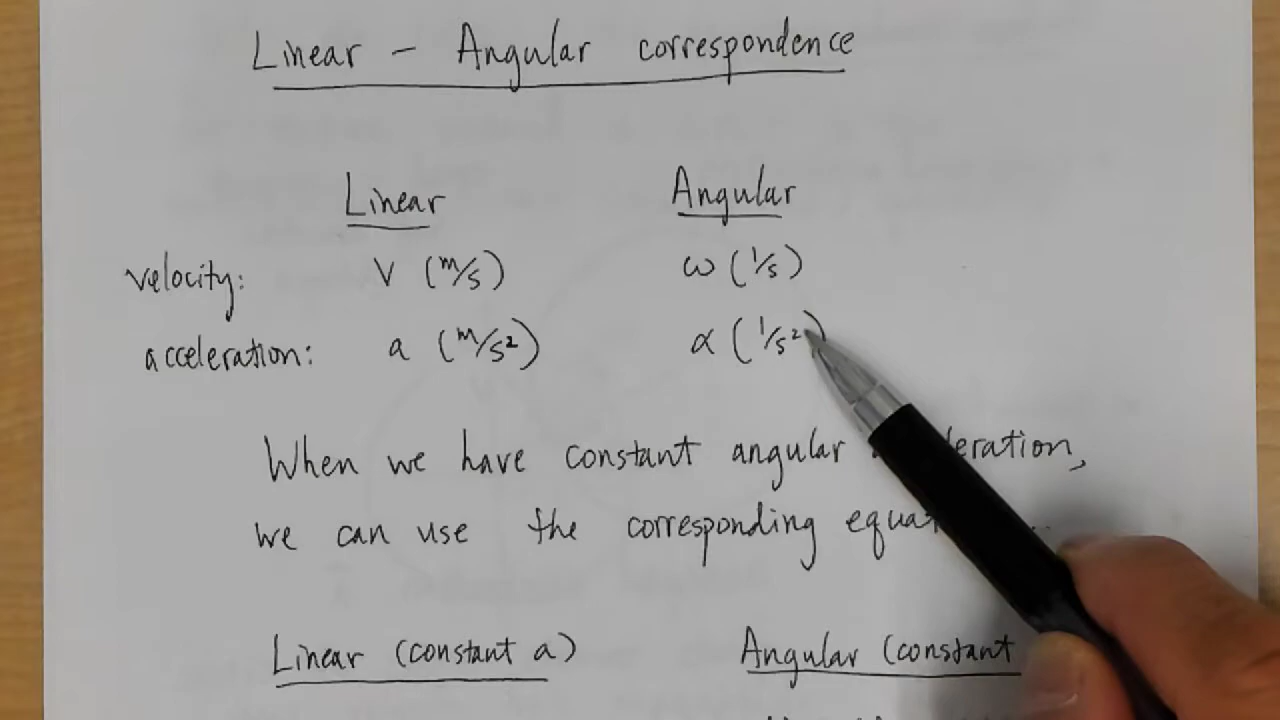 Linear - Angular correspondence
Linear Angular
velocity: V (m/s) ω (1/s)
acceleration: a (m/s²) α (1/s²)
When we have constant angular
we can use the corresponding
Linear (constant a) Angular (constant